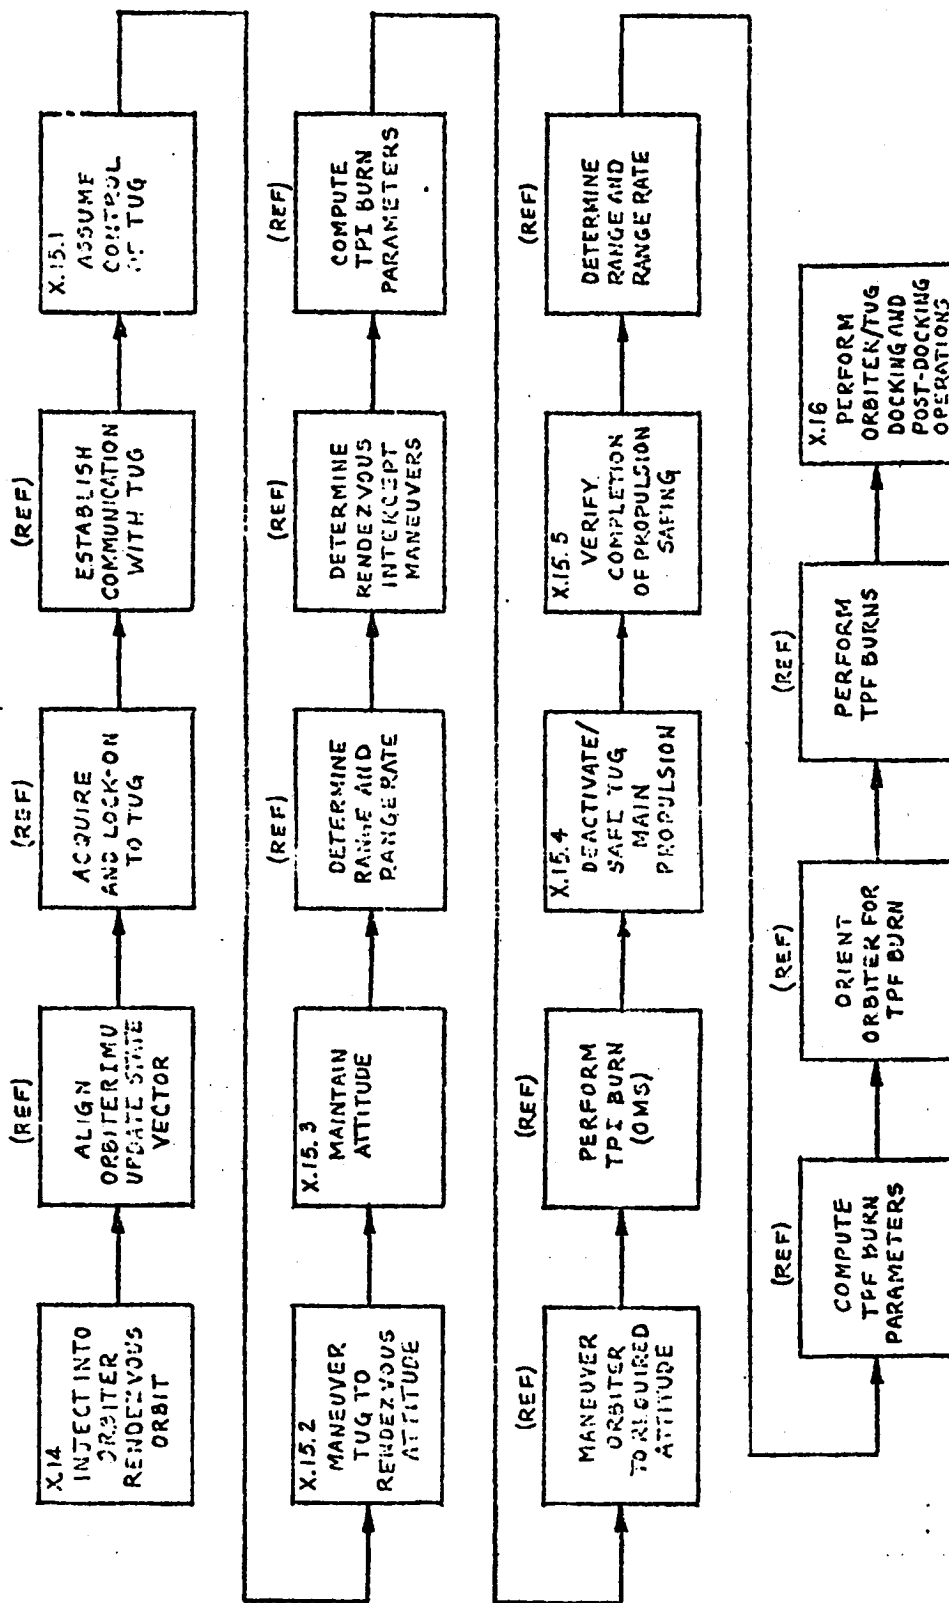 X.14
INJECT INTO
ORBITER
RENDEZVOUS
ORBIT
(REF)
ALIGN
ORBITER IMU
UPDATE STATE
VECTOR
(REF)
ACQUIRE
AND LOCK-ON
TO TUG
(REF)
ESTABLISH
COMMUNICATION
WITH TUG
X.15.1
ASSUME
CONTROL
OF TUG
X.15.2
MANEUVER
TUG TO
RENDEZVOUS
ATTITUDE
X.15.3
MAINTAIN
ATTITUDE
(REF)
DETERMINE
RANGE AND
RANGE RATE
(REF)
DETERMINE
RENDEZVOUS
INTERCEPT
MANEUVERS
(REF)
COMPUTE
TPI BURN
PARAMETERS
(REF)
MANEUVER
ORBITER
TO REQUIRED
ATTITUDE
(REF)
PERFORM
TPI BURN
(OMS)
X.15.4
DEACTIVATE/
SAFE TUG
MAIN
PROPULSION
X.15.5
VERIFY
COMPLETION
OF PROPULSION
SAFING
(REF)
DETERMINE
RANGE AND
RANGE RATE
(REF)
COMPUTE
TPF BURN
PARAMETERS
(REF)
ORIENT
ORBITER FOR
TPF BURN
(REF)
PERFORM
TPF BURNS
X.16
PERFORM
ORBITER/TUG
DOCKING AND
POST-DOCKING
OPERATIONS